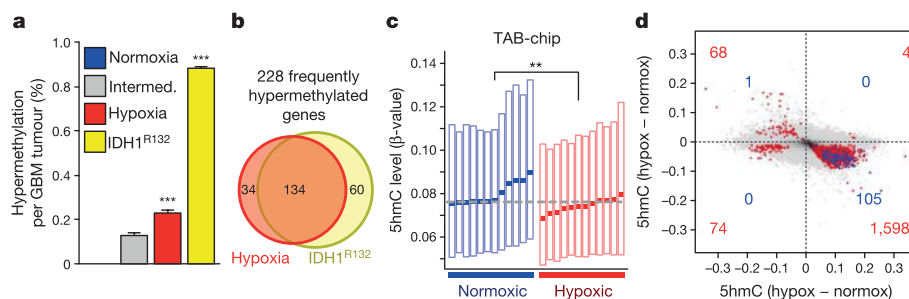 a
Hypermethylation
per GBM tumour (%)
1.0
0.8
0.6
0.4
0.2
0
Normoxia
Intermed.
Hypoxia
IDH1R132
***
***
b
228 frequently
hypermethylated
genes
34
134
60
Hypoxia
IDH1R132
c
TAB-chip
**
5hmC level (β-value)
0.14
0.12
0.10
0.08
0.06
Normoxic
Hypoxic
d
5hmC (hypox – normox)
0.3
0.2
0.1
0
−0.1
−0.2
−0.3
68
4
1
0
0
105
74
1,598
−0.3 −0.2 −0.1 0 0.1 0.2 0.3
5hmC (hypox – normox)